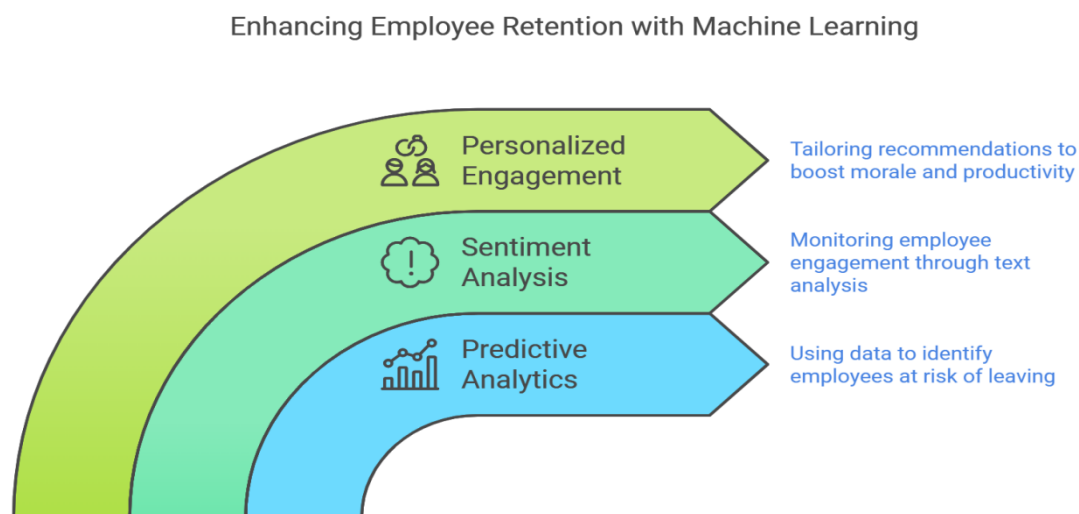 Enhancing Employee Retention with Machine Learning
Personalized
Engagement
Tailoring recommendations to
boost morale and productivity
Sentiment
Analysis
Monitoring employee
engagement through text
analysis
Predictive
Analytics
Using data to identify
employees at risk of leaving